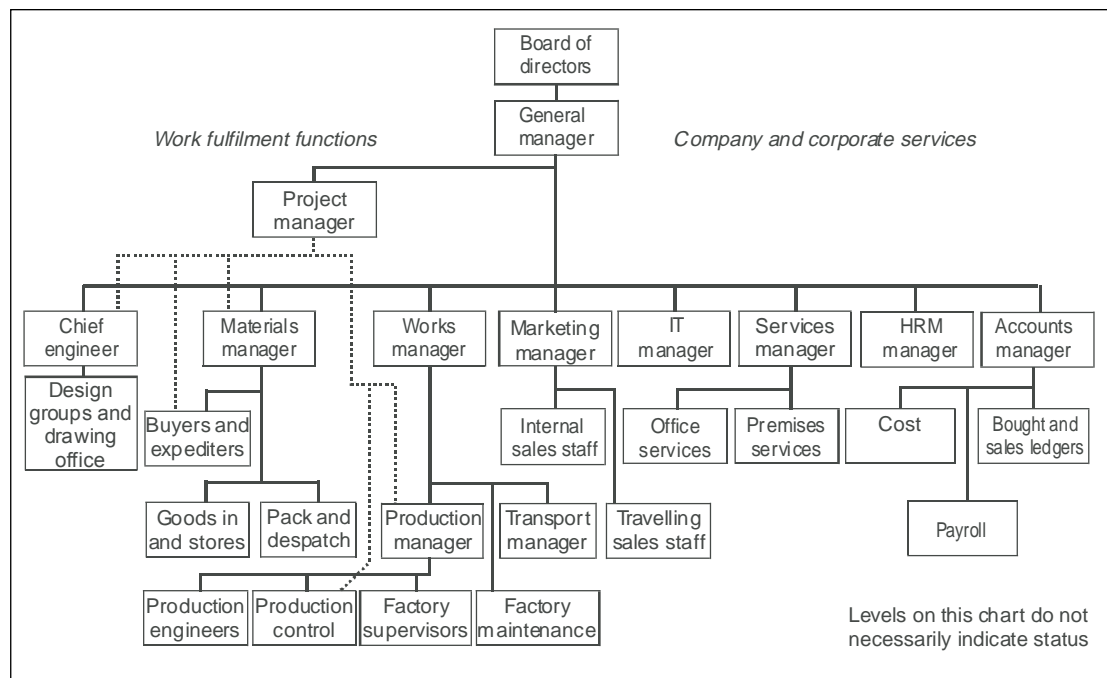 Board of
directors
General
manager
Work fulfilment functions
Company and corporate services
Project
manager
Chief
engineer
Materials
manager
Works
manager
Marketing
manager
IT
manager
Services
manager
HRM
manager
Accounts
manager
Design
groups and
drawing
office
Buyers and
expediters
Internal
sales staff
Office
services
Premises
services
Cost
Bought and
sales ledgers
Goods in
and stores
Pack and
despatch
Production
manager
Transport
manager
Travelling
sales staff
Payroll
Production
engineers
Production
control
Factory
supervisors
Factory
maintenance
Levels on this chart do not
necessarily indicate status